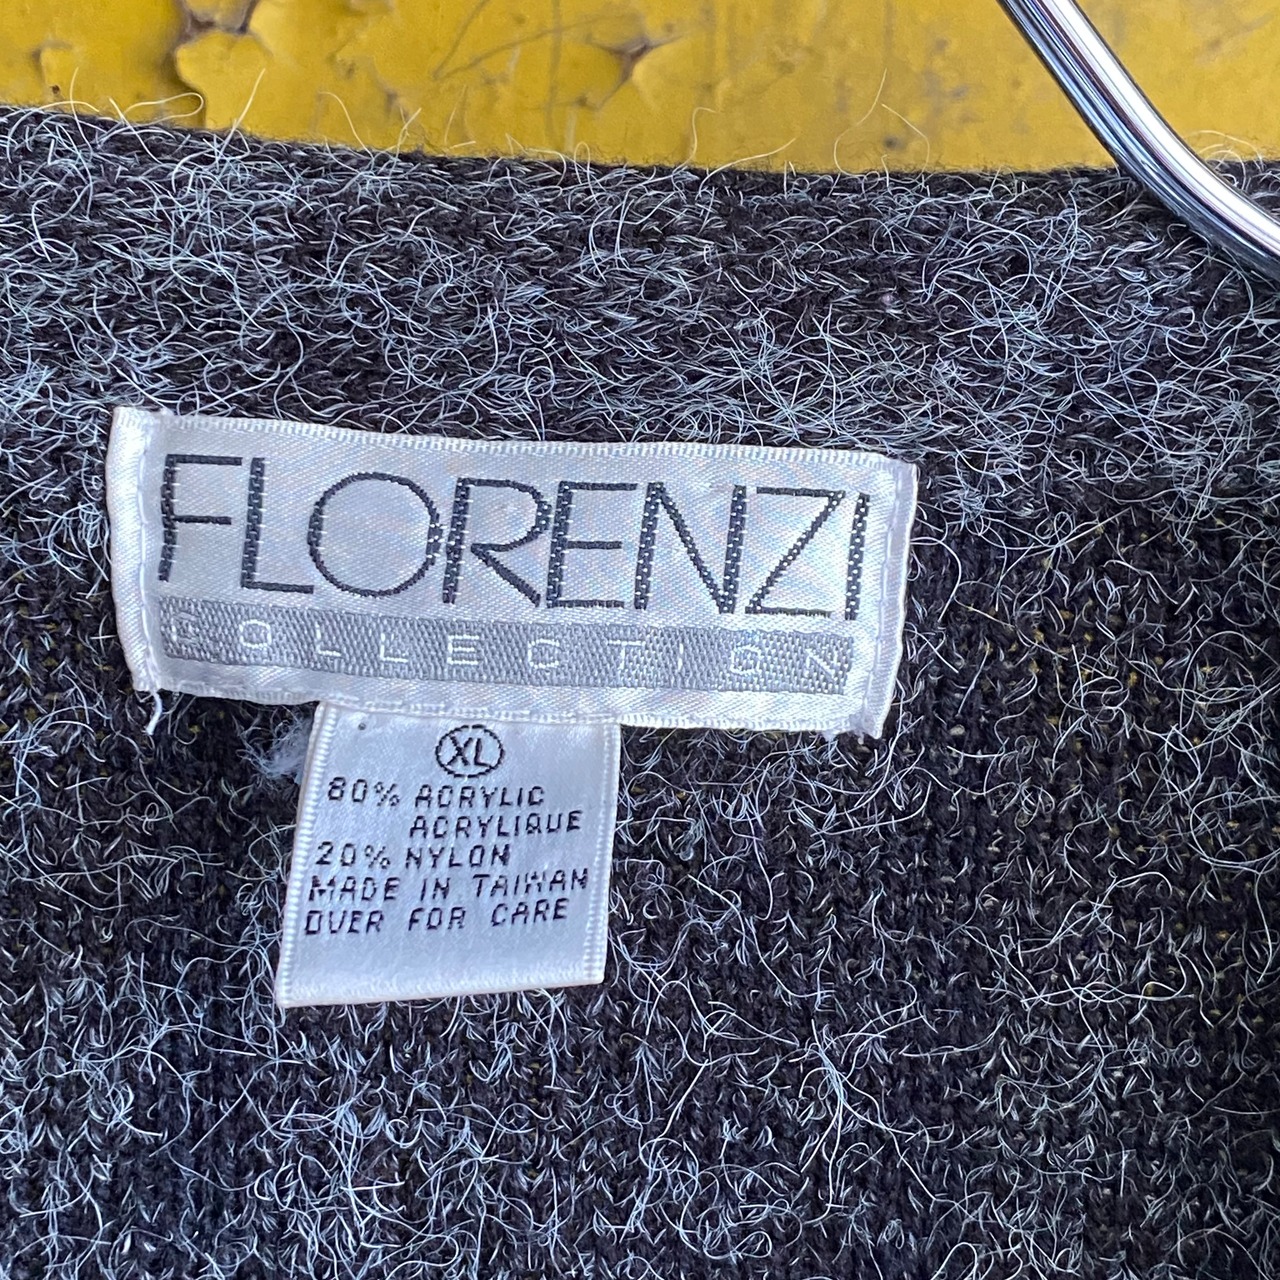 FLORENZI
COLLECTION
XL
80% ACRYLIC
ACRYLIQUE
20% NYLON
MADE IN TAIWAN
OVER FOR CARE